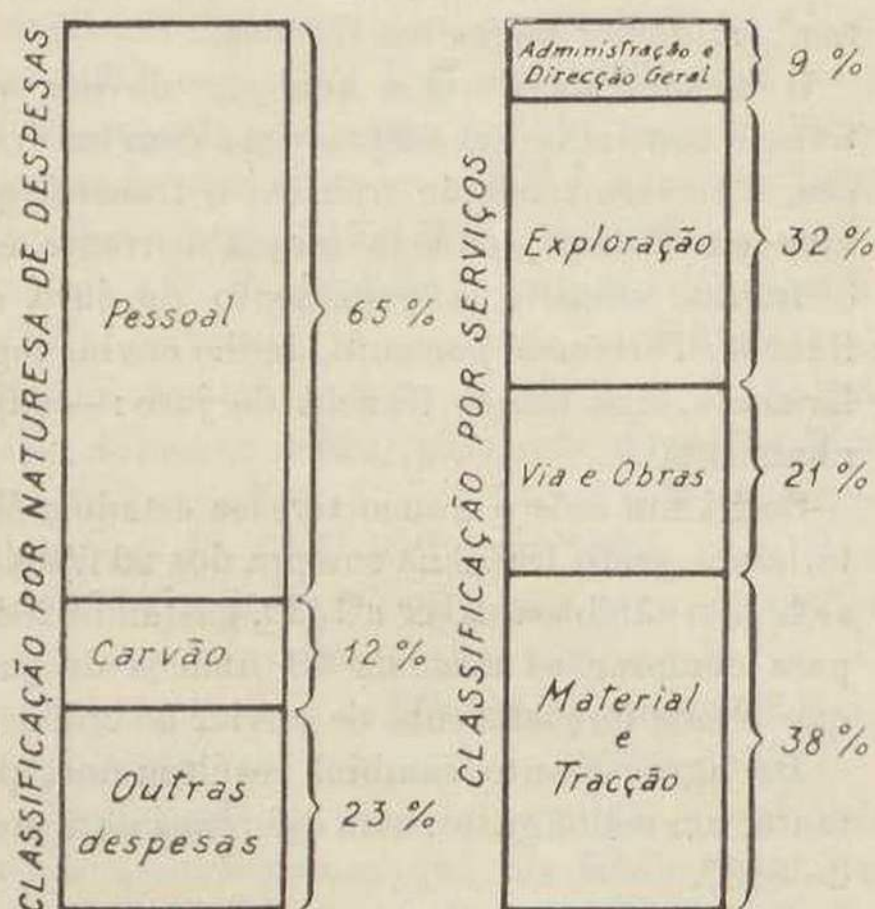 CLASSIFICAÇÃO POR NATURESA DE DESPESAS
Pessoal
65 %
Carvão
12 %
Outras
despesas
23 %
CLASSIFICAÇÃO POR SERVIÇOS
Administração e
Direcção Geral
9 %
Exploração
32 %
Via e Obras
21 %
Material
e
Tracção
38 %